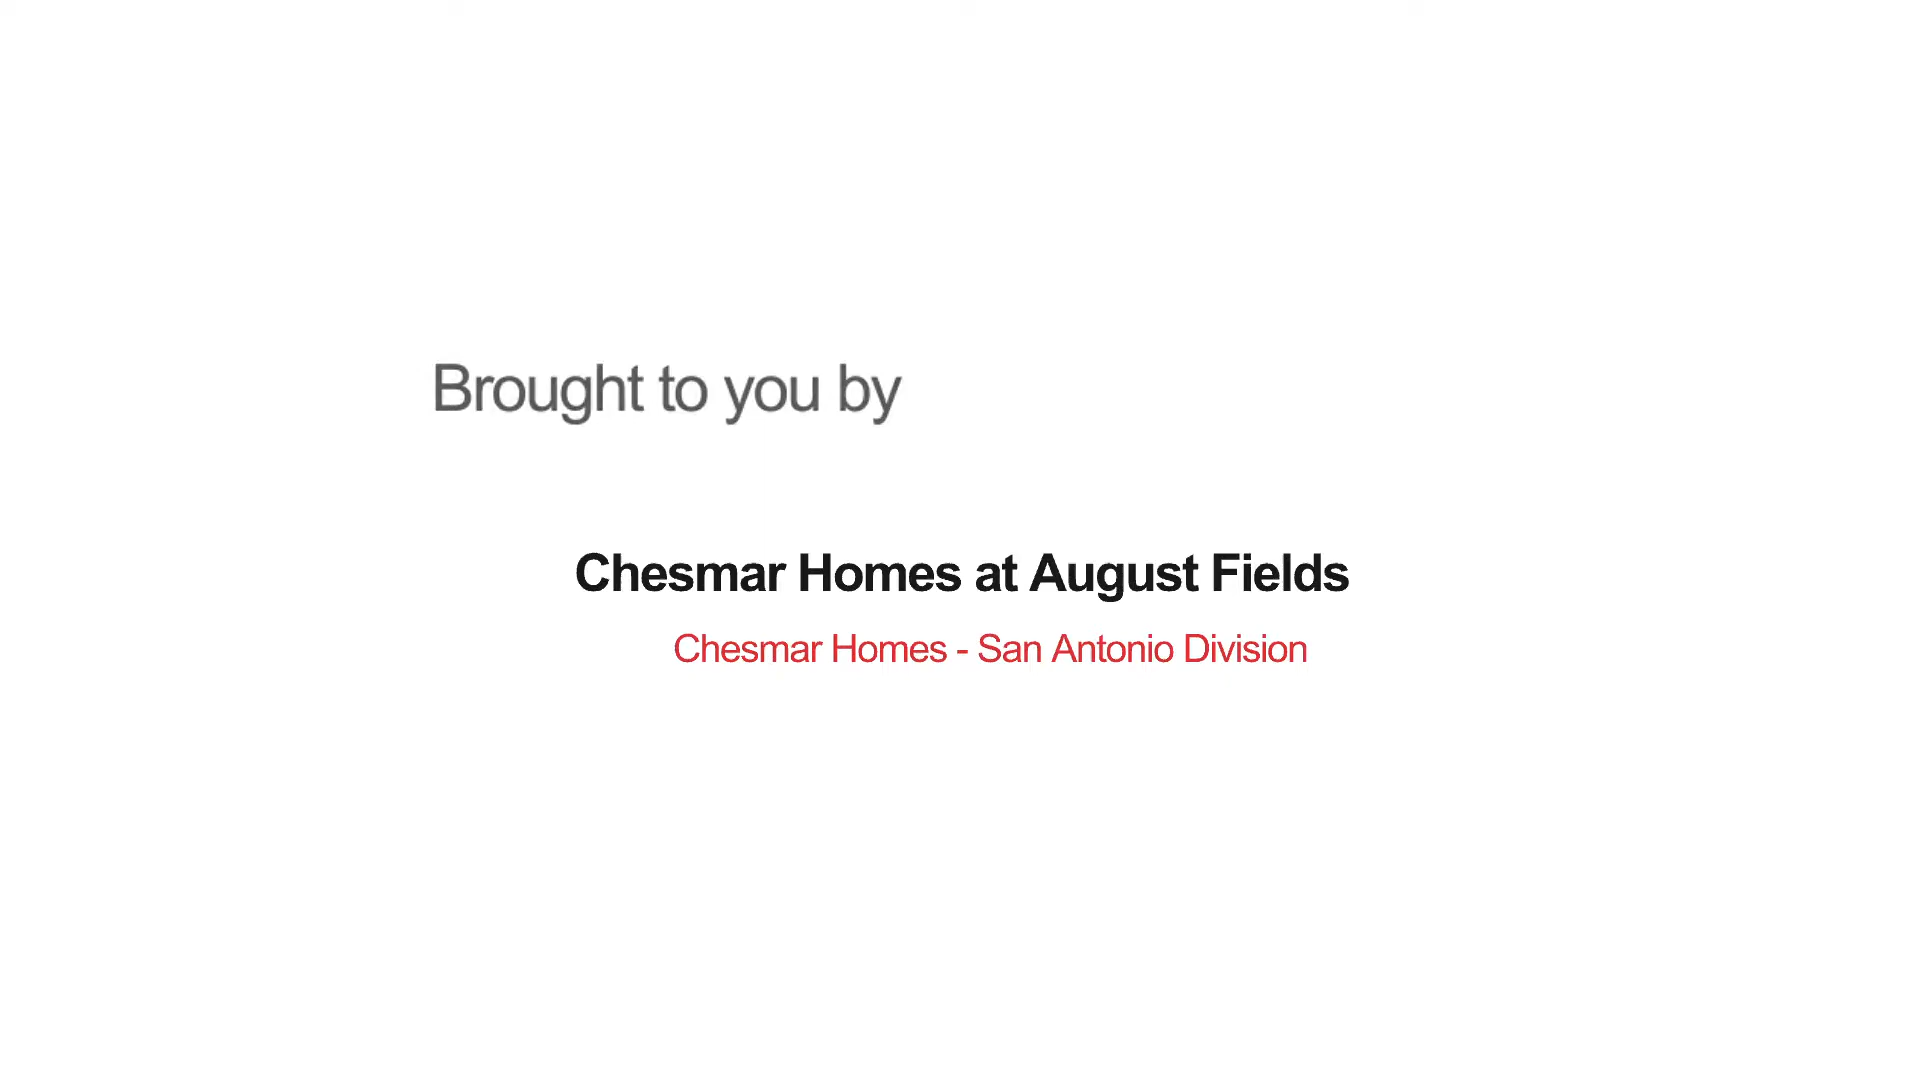 Brought to you by
Chesmar Homes at August Fields
Chesmar Homes - San Antonio Division